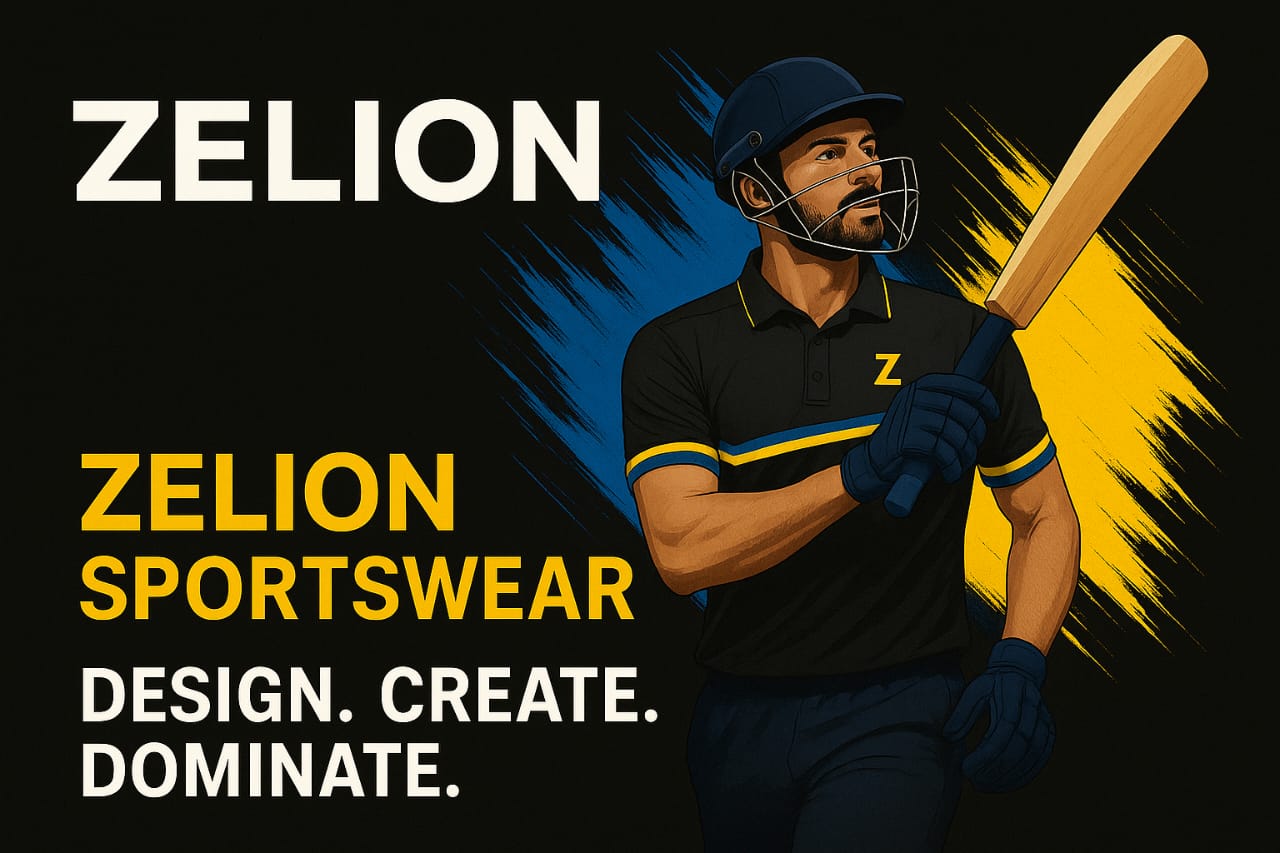 ZELION
Z
ZELION
SPORTSWEAR
DESIGN. CREATE.
DOMINATE.